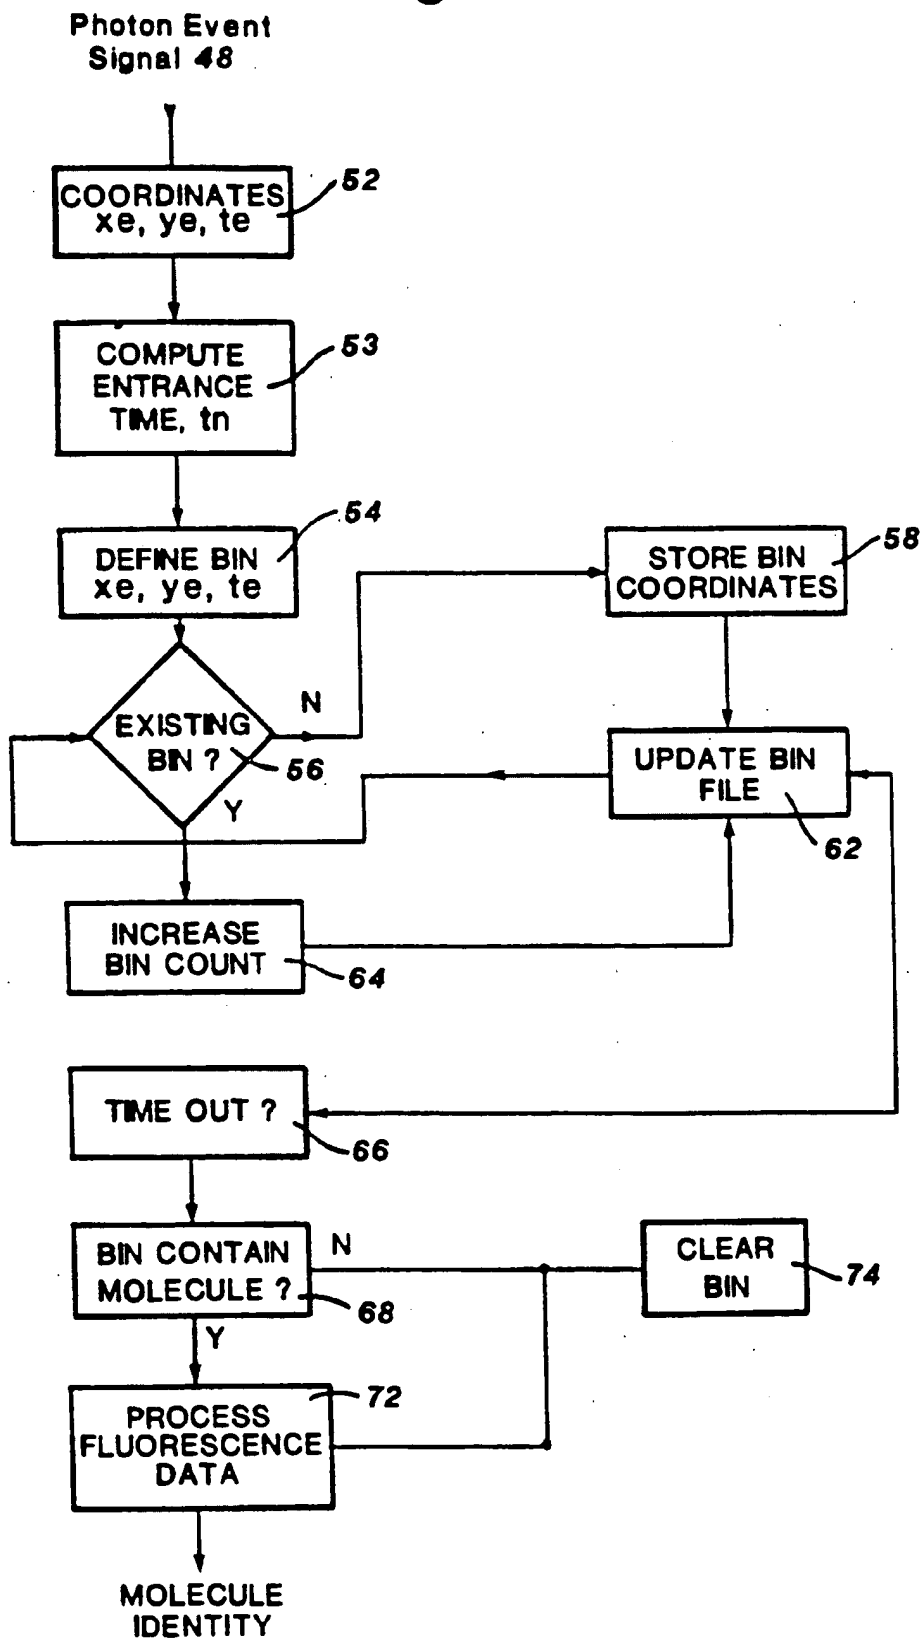 Photon Event
Signal 48
COORDINATES
xe, ye, te
52
COMPUTE
ENTRANCE
TIME, tn
53
DEFINE BIN
xe, ye, te
54
STORE BIN
COORDINATES
58
EXISTING
BIN ?
56
N
Y
UPDATE BIN
FILE
62
INCREASE
BIN COUNT
64
TIME OUT ?
66
BIN CONTAIN
MOLECULE ?
68
N
Y
CLEAR
BIN
74
PROCESS
FLUORESCENCE
DATA
72
MOLECULE
IDENTITY